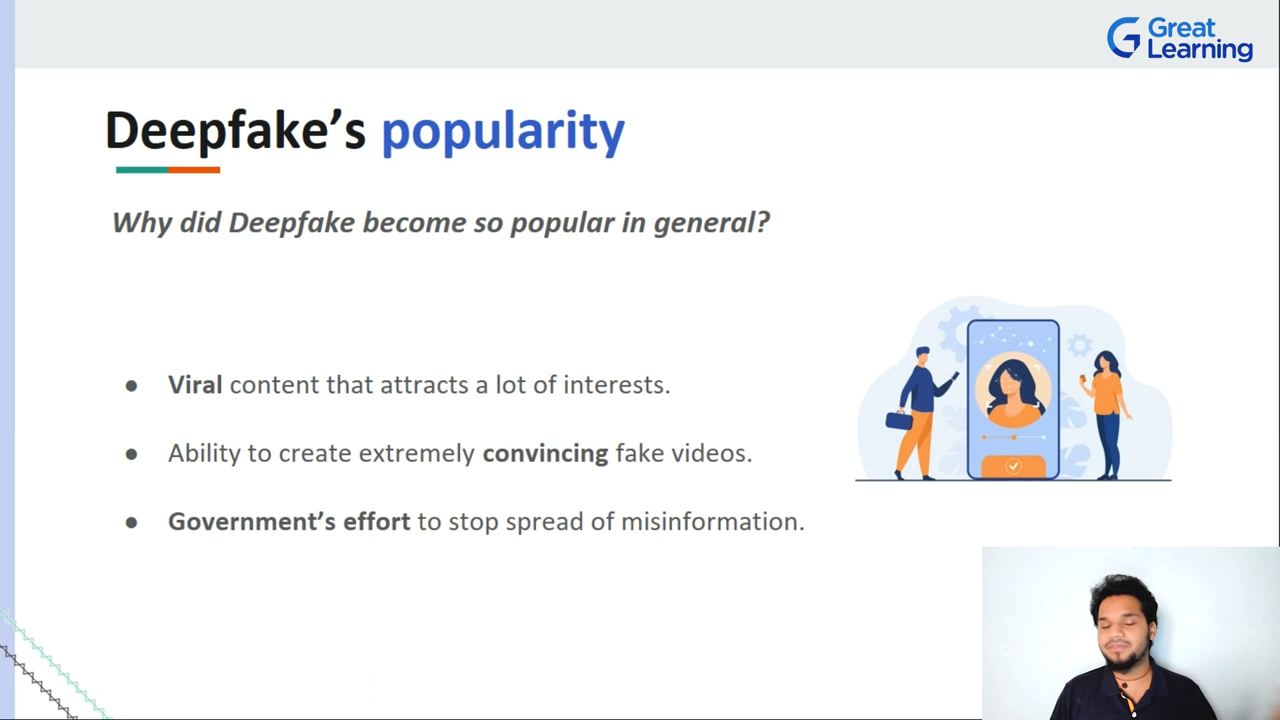 Great
Learning
Deepfake’s popularity
Why did Deepfake become so popular in general?
● Viral content that attracts a lot of interests.
● Ability to create extremely convincing fake videos.
● Government’s effort to stop spread of misinformation.